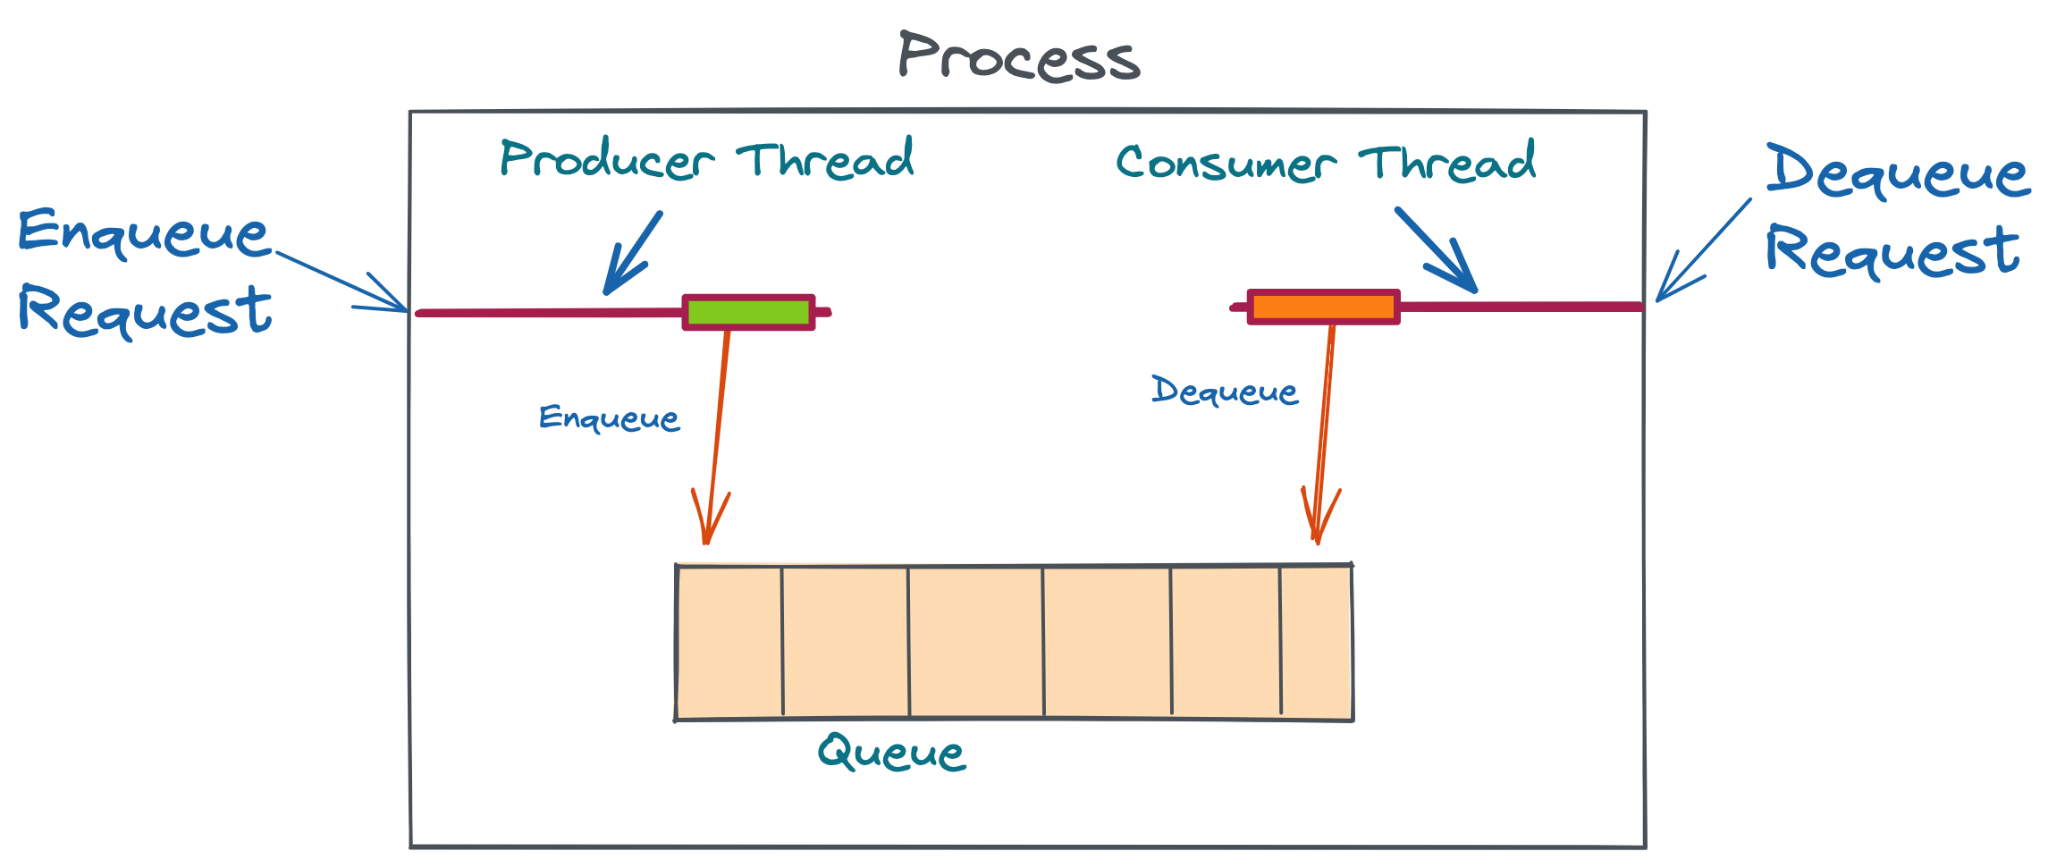 Process
Producer Thread
Consumer Thread
Enqueue
Request
Dequeue
Request
Enqueue
Dequeue
Queue